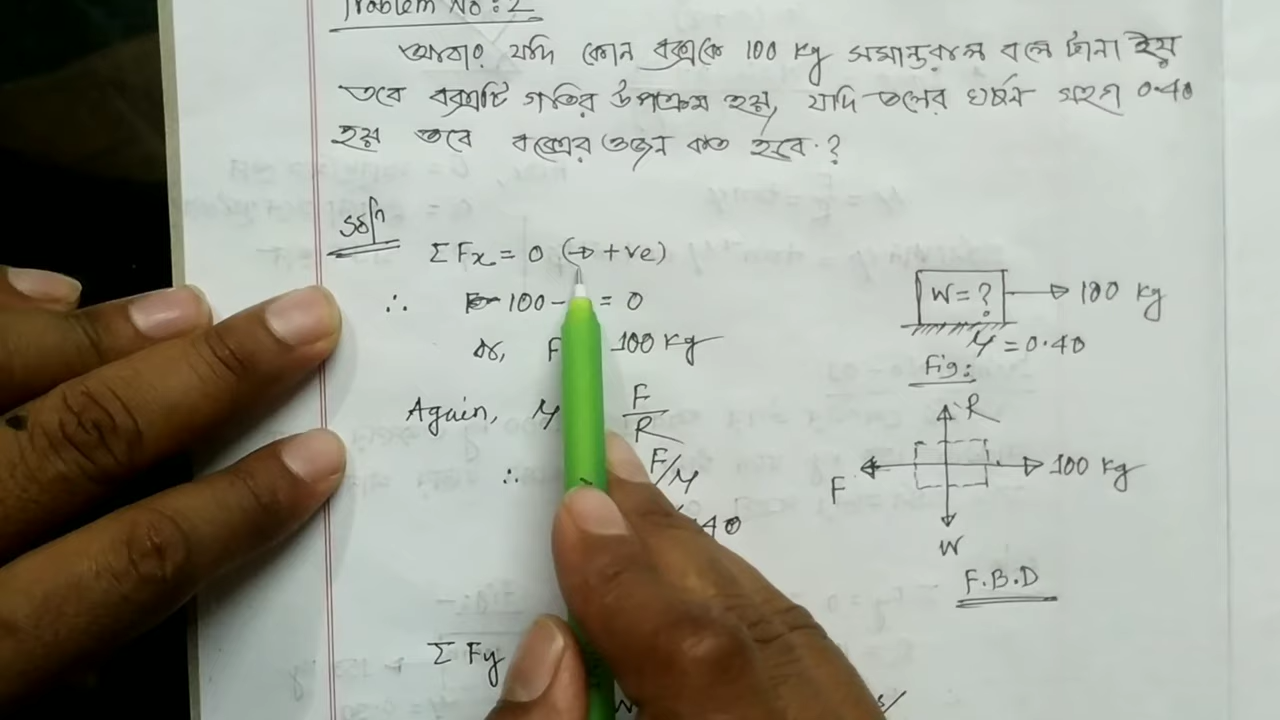 Problem No: 2
আবার যদি কোন বস্তুকে 100 kg সমান্তরাল বলে টানা হয়
তবে বস্তুটি গতির উপক্রম হয়, যদি তলের ঘর্ষন সহগ 0.40
হয় তবে বস্তুর ওজন কত হবে.?
Solⁿ
ΣFx = 0 (→ +ve)
∴ 100 - = 0
or, F 100 kg
Again, μ F/R
∴ F/μ
40
ΣFy
W
W = ? → 100 kg
μ = 0.40
Fig:
R
F 100 kg
W
F.B.D